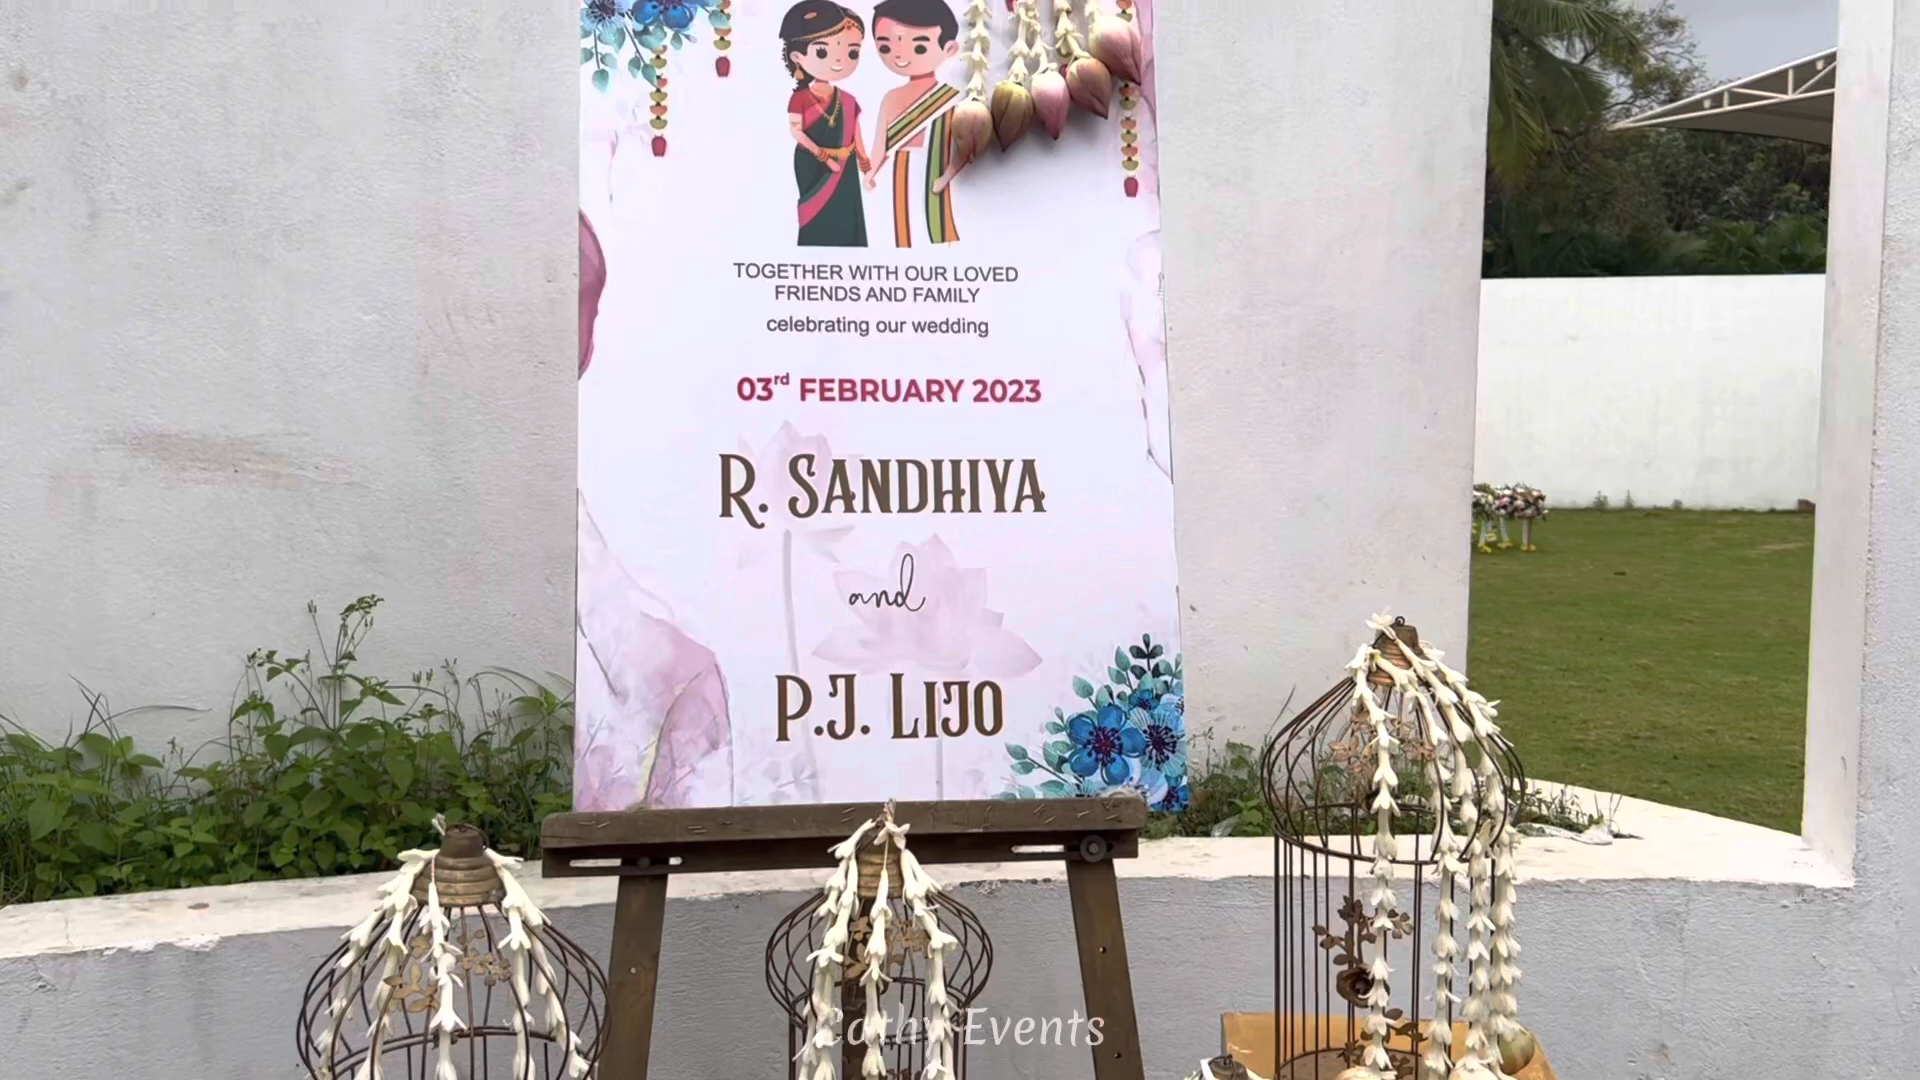 TOGETHER WITH OUR LOVED
FRIENDS AND FAMILY
celebrating our wedding
03rd FEBRUARY 2023
R. SANDHIYA
and
P.J. LIJO
Cathy Events